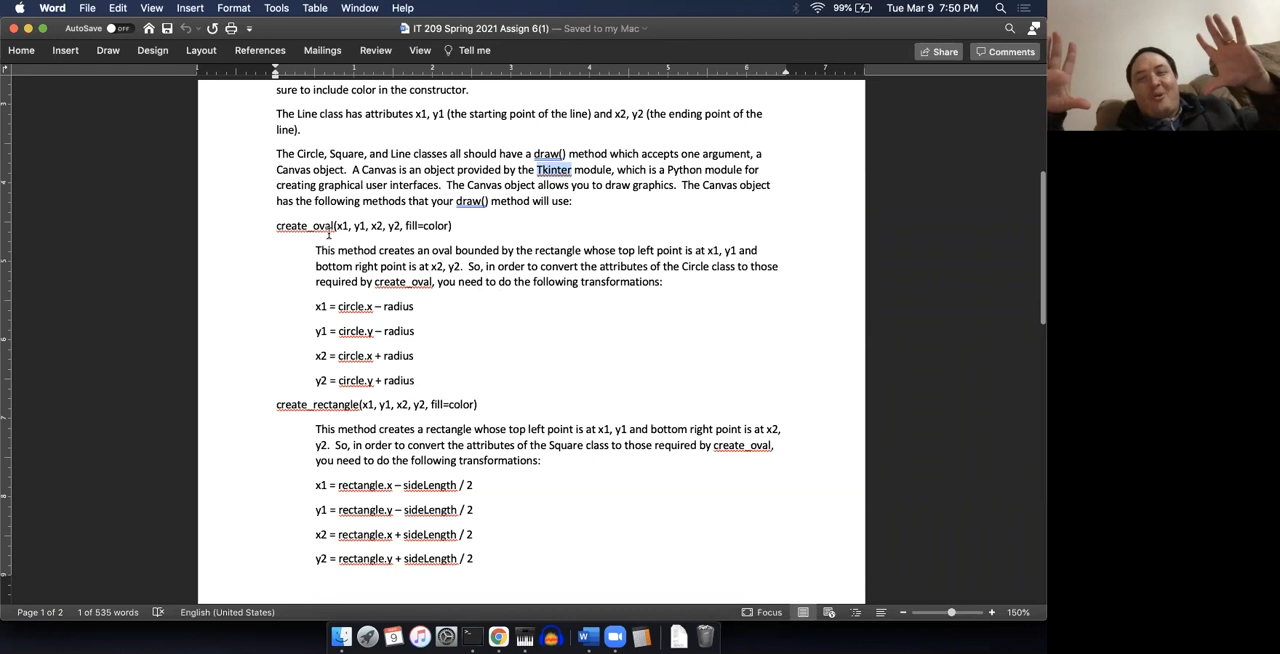 Word File Edit View Insert Format Tools Table Window Help 99% Tue Mar 9 7:50 PM
AutoSave OFF IT 209 Spring 2021 Assign 6(1) — Saved to my Mac
Home Insert Draw Design Layout References Mailings Review View Tell me Share Comments
1 1 2 3 4 5 6 7
sure to include color in the constructor.
The Line class has attributes x1, y1 (the starting point of the line) and x2, y2 (the ending point of the
line).
The Circle, Square, and Line classes all should have a draw() method which accepts one argument, a
Canvas object. A Canvas is an object provided by the Tkinter module, which is a Python module for
creating graphical user interfaces. The Canvas object allows you to draw graphics. The Canvas object
has the following methods that your draw() method will use:
create_oval(x1, y1, x2, y2, fill=color)
This method creates an oval bounded by the rectangle whose top left point is at x1, y1 and
bottom right point is at x2, y2. So, in order to convert the attributes of the Circle class to those
required by create_oval, you need to do the following transformations:
x1 = circle.x – radius
y1 = circle.y – radius
x2 = circle.x + radius
y2 = circle.y + radius
create_rectangle(x1, y1, x2, y2, fill=color)
This method creates a rectangle whose top left point is at x1, y1 and bottom right point is at x2,
y2. So, in order to convert the attributes of the Square class to those required by create_oval,
you need to do the following transformations:
x1 = rectangle.x – sideLength / 2
y1 = rectangle.y – sideLength / 2
x2 = rectangle.x + sideLength / 2
y2 = rectangle.y + sideLength / 2
Page 1 of 2 1 of 535 words English (United States) Focus 150%